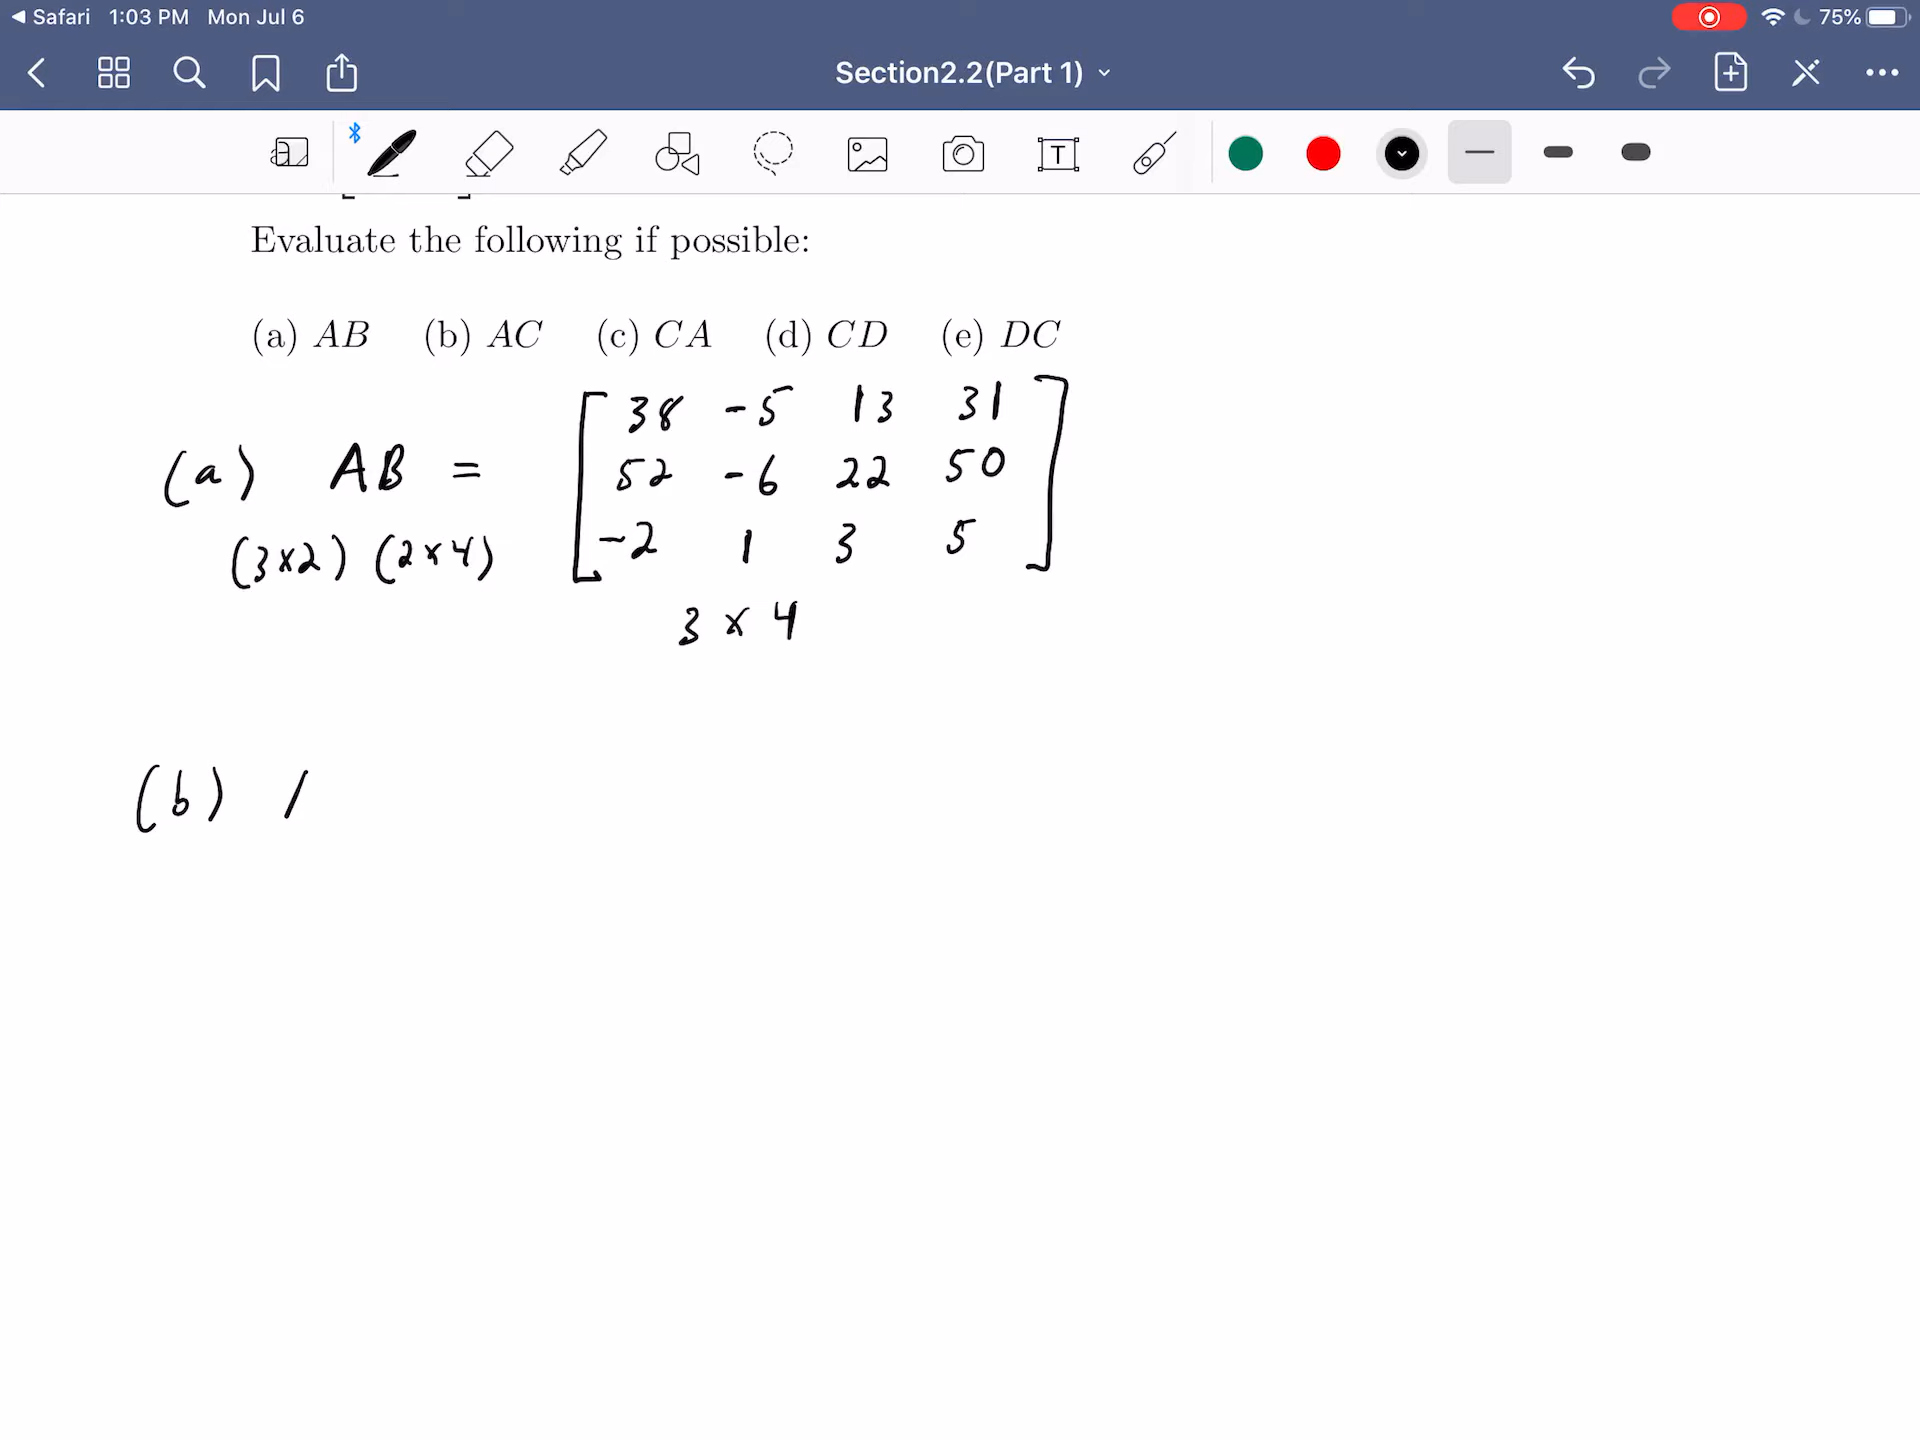 Safari 1:03 PM Mon Jul 6 75%
Section2.2(Part 1)
a T
Evaluate the following if possible:
(a) AB (b) AC (c) CA (d) CD (e) DC
(a) AB = [38 -5 13 31
52 -6 22 50
-2 1 3 5]
(3×2) (2×4)
3 × 4
(b) /